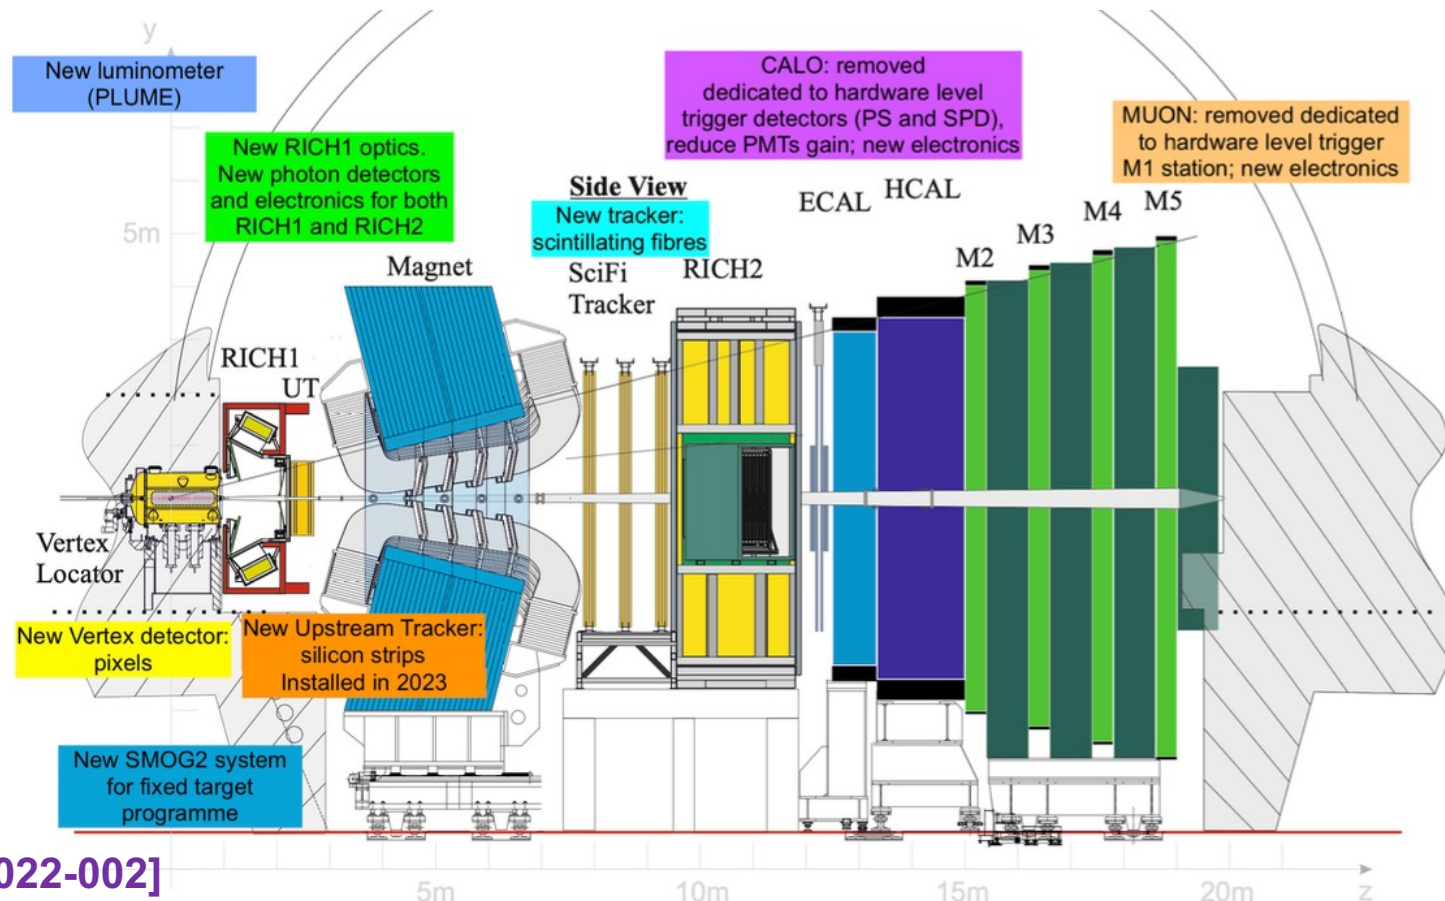 y
New luminometer
(PLUME)
CALO: removed
dedicated to hardware level
trigger detectors (PS and SPD),
reduce PMTs gain; new electronics
MUON: removed dedicated
to hardware level trigger
M1 station; new electronics
New RICH1 optics.
New photon detectors
and electronics for both
RICH1 and RICH2
5m
Side View
New tracker:
scintillating fibres
ECAL
HCAL
M2
M3
M4
M5
Magnet
SciFi
Tracker
RICH2
RICH1
UT
Vertex
Locator
New Vertex detector:
pixels
New Upstream Tracker:
silicon strips
Installed in 2023
New SMOG2 system
for fixed target
programme
022-002]
5m
10m
15m
20m
z